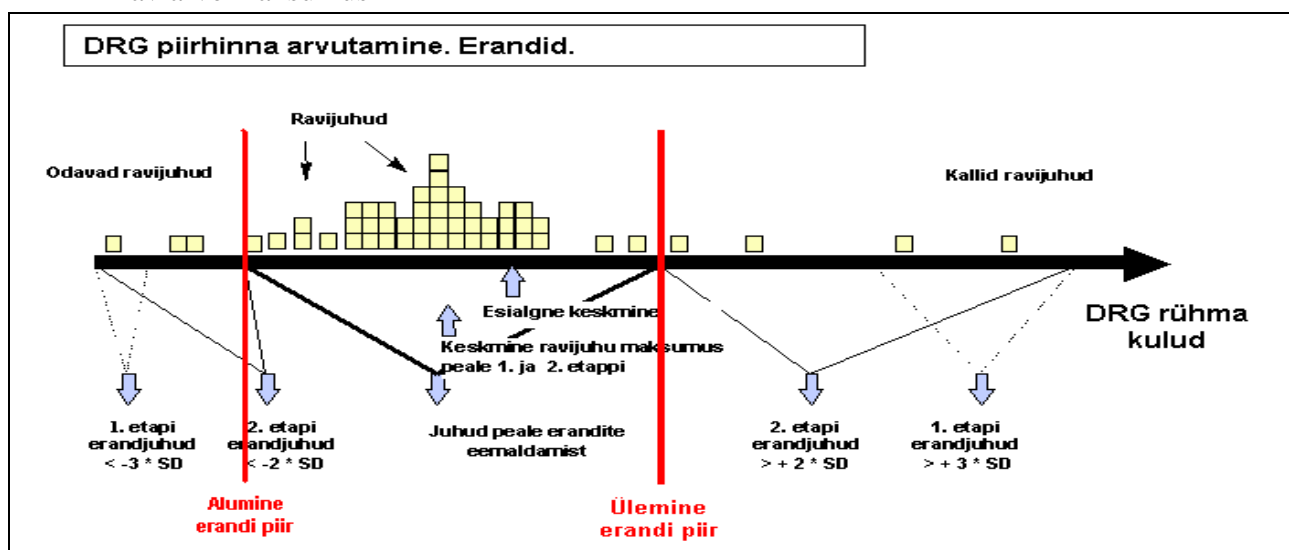 DRG piirhinna arvutamine. Erandid.
Ravijuhud
Odavad ravijuhud
Kallid ravijuhud
Esialgne keskmine
Keskmine ravijuhu maksumus
peale 1. ja 2. etappi
DRG rühma
kulud
1. etapi
erandjuhud
< -3 * SD
2. etapi
erandjuhud
< -2 * SD
Juhud peale erandite
eemaldamist
2. etapi
erandjuhud
> + 2 * SD
1. etapi
erandjuhud
> + 3 * SD
Alumine
erandi piir
Ülemine
erandi piir